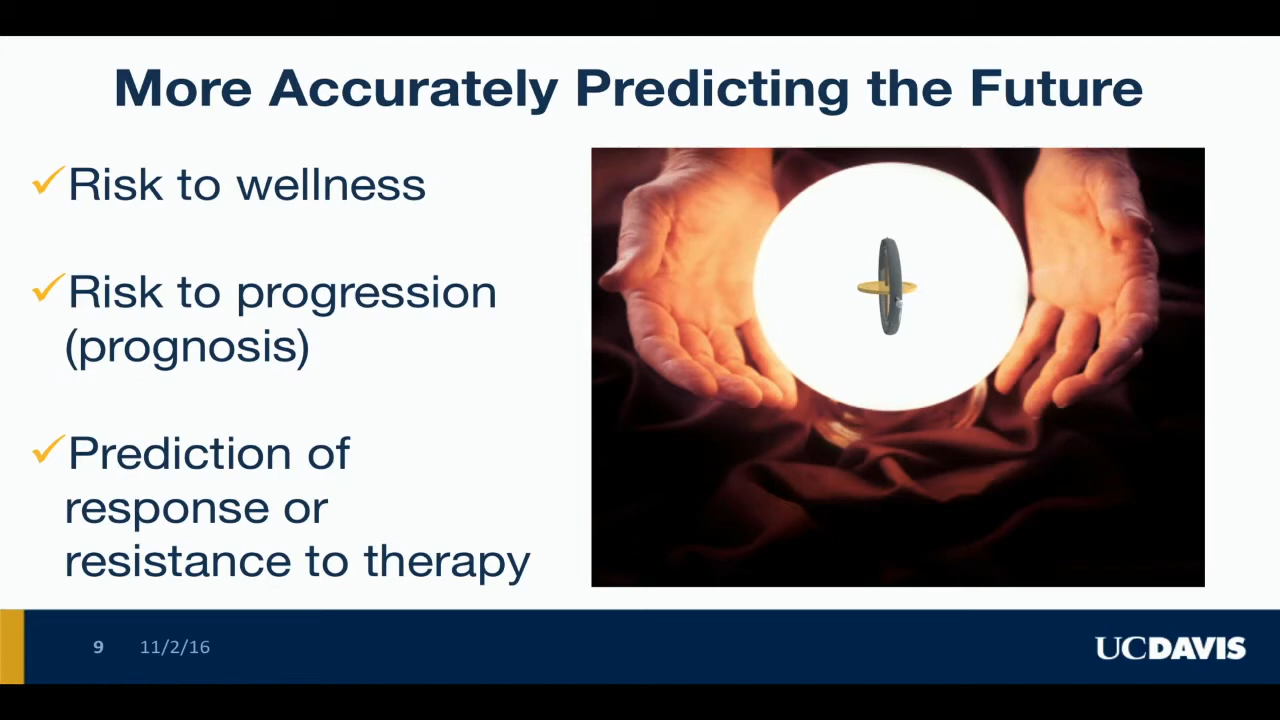 More Accurately Predicting the Future
Risk to wellness
Risk to progression
(prognosis)
Prediction of
response or
resistance to therapy
9 11/2/16
UCDAVIS